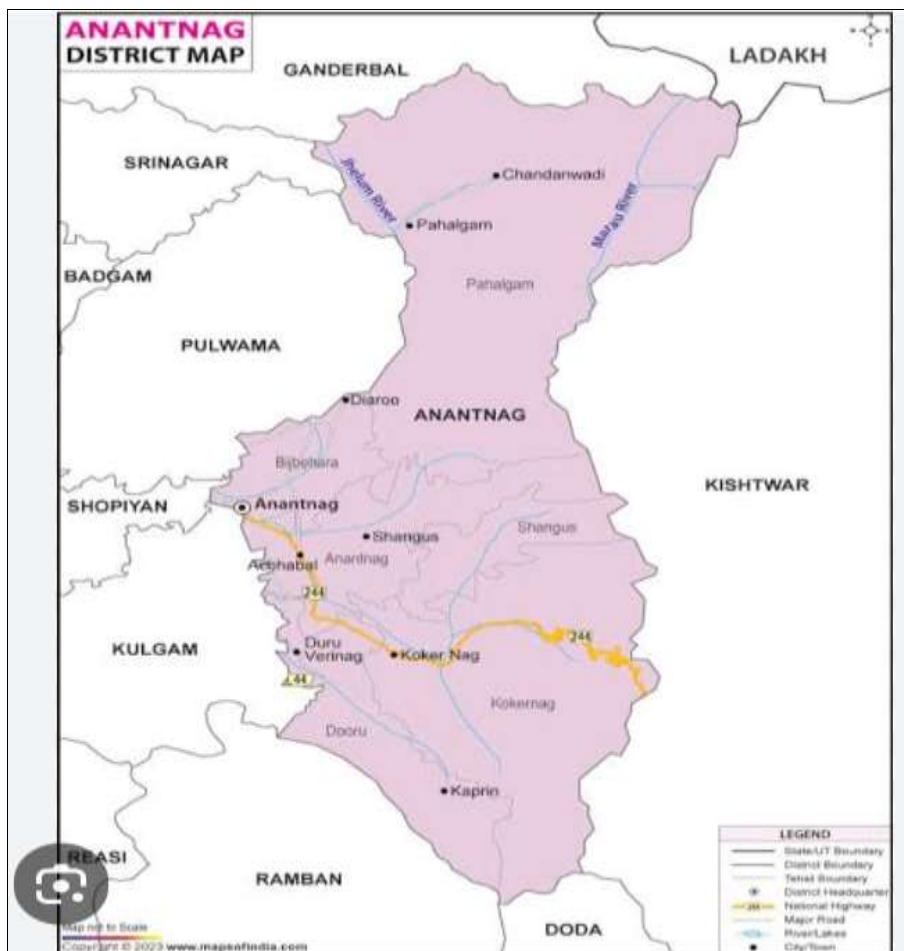 ANANTNAG
DISTRICT MAP
GANDERBAL
LADAKH
SRINAGAR
Jhelum River
Chandanwadi
Pahalgam
BADGAM
Pahalgam
PULWAMA
Diaroo
ANANTNAG
Bijbehara
KISHTWAR
SHOPIYAN
Anantnag
Shangus
Shangus
Achhabal
Anantnag
244
244
KULGAM
Duru
Verinag
Koker Nag
44
Kokernag
Dooru
Kaprin
REASI
RAMBAN
DODA
LEGEND
State/UT Boundary
District Boundary
Tehsil Boundary
District Headquarter
244
National Highway
Major Road
River/Lakes
City/Town
Map not to Scale
Copyright © 2023 www.mapsofindia.com